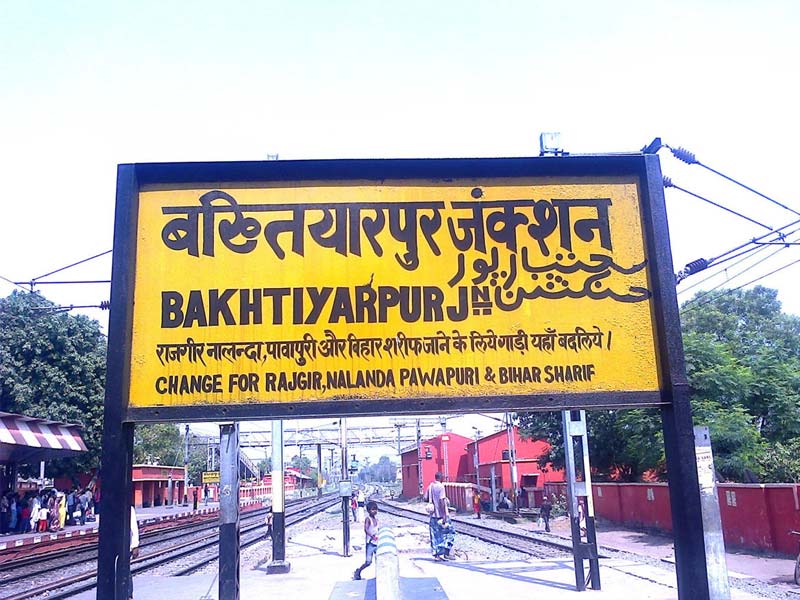 बख्तियारपुर जंक्शन
بختیارپور
جنکشن
BAKHTIYARPUR JN
राजगीर नालन्दा, पावापुरी और बिहार शरीफ जाने के लिये गाड़ी यहाँ बदलिये।
CHANGE FOR RAJGIR, NALANDA PAWAPURI & BIHAR SHARIF